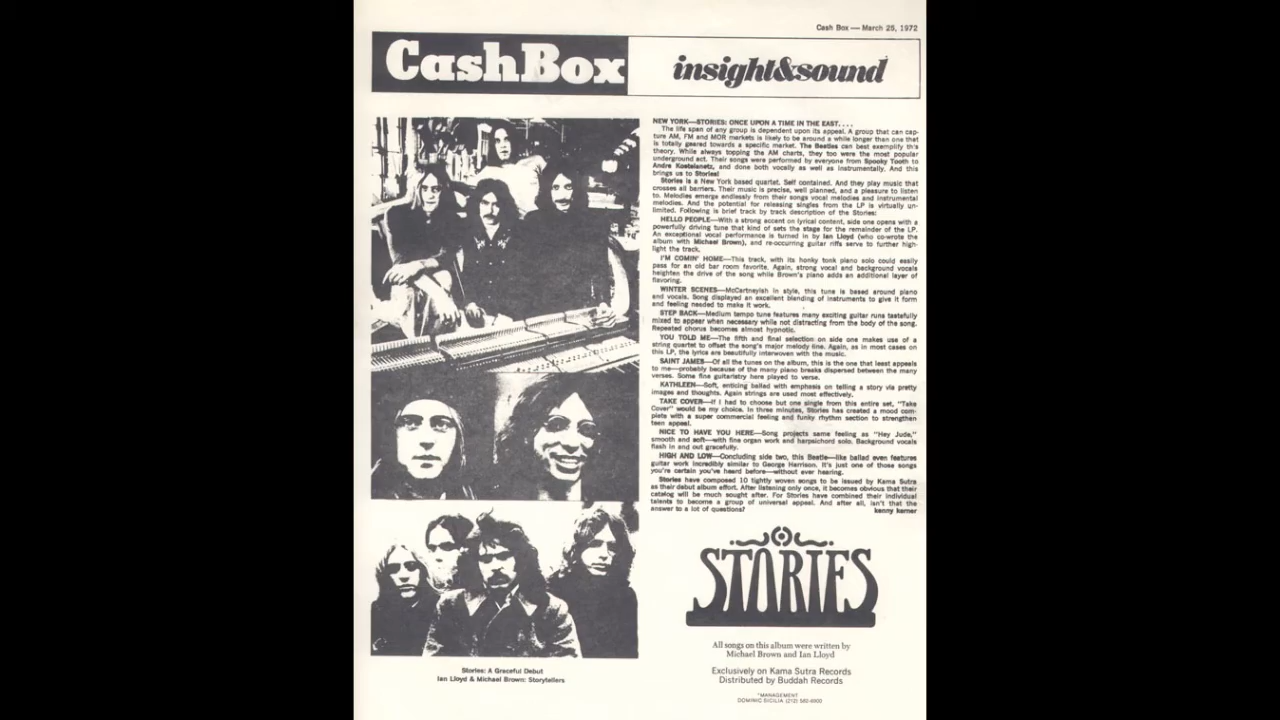 Cash Box — March 25, 1972
CashBox
insight&sound
NEW YORK—STORIES: ONCE UPON A TIME IN THE EAST....
The life span of any group is dependent upon its appeal. A group that can cap-
ture AM, FM and MOR markets is likely to be around a while longer than one that
is totally geared towards a specific market. The Beatles can best exemplify this
theory. While always topping the AM charts, they too were the most popular
underground act. Their songs were performed by everyone from Spooky Tooth to
Andre Kostelanetz, and done both vocally as well as instrumentally. And this
brings us to Stories!
Stories is a New York based quartet. Self contained. And they play music that
crosses all barriers. Their music is precise, well planned, and a pleasure to listen
to. Melodies emerge endlessly from their songs vocal melodies and instrumental
melodies. And the potential for releasing singles from the LP is virtually un-
limited. Following is brief track by track description of the Stories:
HELLO PEOPLE—With a strong accent on lyrical content, side one opens with a
powerfully driving tune that kind of sets the stage for the remainder of the LP.
An exceptional vocal performance is turned in by Ian Lloyd (who co-wrote the
album with Michael Brown), and re-occuring guitar riffs serve to further high-
light the track.
I'M COMIN' HOME—This track, with its honky tonk piano solo could easily
pass for an old bar room favorite. Again, strong vocal and background vocals
heighten the drive of the song while Brown's piano adds an additional layer of
flavoring.
WINTER SCENES—McCartneyish in style, this tune is based around piano
and vocals. Song displayed an excellent blending of instruments to give it form
and feeling needed to make it work.
STEP BACK—Medium tempo tune features many exciting guitar runs tastefully
mixed to appear when necessary while not distracting from the body of the song.
Repeated chorus becomes almost hypnotic.
YOU TOLD ME—The fifth and final selection on side one makes use of a
string quartet to offset the song's major melody line. Again, as in most cases on
this LP, the lyrics are beautifully interwoven with the music.
SAINT JAMES—Of all the tunes on the album, this is the one that least appeals
to me—probably because of the many piano breaks dispersed between the many
verses. Some fine guitaristry here played to verse.
KATHLEEN—Soft, enticing ballad with emphasis on telling a story via pretty
images and thoughts. Again strings are used most effectively.
TAKE COVER—If I had to choose but one single from this entire set, "Take
Cover" would be my choice. In three minutes, Stories has created a mood com-
plete with a super commercial feeling and funky rhythm section to strengthen
teen appeal.
NICE TO HAVE YOU HERE—Song projects same feeling as "Hey Jude,"
smooth and soft—with fine organ work and harpsichord solo. Background vocals
flash in and out gracefully.
HIGH AND LOW—Concluding side two, this Beatle—like ballad even features
guitar work incredibly similar to George Harrison. It's just one of those songs
you're certain you've heard before—without ever hearing.
Stories have composed 10 tightly woven songs to be issued by Kama Sutra
as their debut album effort. After listening only once, it becomes obvious that their
catalog will be much sought after. For Stories have combined their individual
talents to become a group of universal appeal. And after all, isn't that the
answer to a lot of questions? kenny kerner
STORIES
All songs on this album were written by
Michael Brown and Ian Lloyd
Exclusively on Kama Sutra Records
Distributed by Buddah Records
*MANAGEMENT
DOMINIC SICILIA (212) 580-4900
Stories: A Graceful Debut
Ian Lloyd & Michael Brown: Storytellers